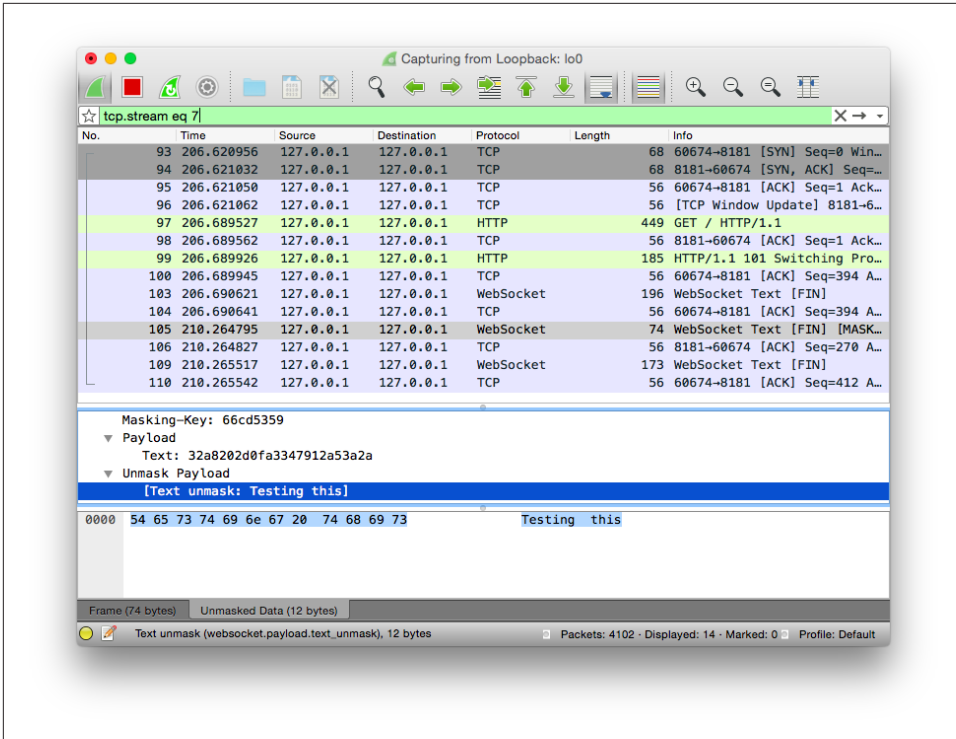 Capturing from Loopback: lo0
tcp.stream eq 7
No. Time Source Destination Protocol Length Info
93 206.620956 127.0.0.1 127.0.0.1 TCP 68 60674→8181 [SYN] Seq=0 Win…
94 206.621032 127.0.0.1 127.0.0.1 TCP 68 8181→60674 [SYN, ACK] Seq=…
95 206.621050 127.0.0.1 127.0.0.1 TCP 56 60674→8181 [ACK] Seq=1 Ack…
96 206.621062 127.0.0.1 127.0.0.1 TCP 56 [TCP Window Update] 8181→6…
97 206.689527 127.0.0.1 127.0.0.1 HTTP 449 GET / HTTP/1.1
98 206.689562 127.0.0.1 127.0.0.1 TCP 56 8181→60674 [ACK] Seq=1 Ack…
99 206.689926 127.0.0.1 127.0.0.1 HTTP 185 HTTP/1.1 101 Switching Pro…
100 206.689945 127.0.0.1 127.0.0.1 TCP 56 60674→8181 [ACK] Seq=394 A…
103 206.690621 127.0.0.1 127.0.0.1 WebSocket 196 WebSocket Text [FIN]
104 206.690641 127.0.0.1 127.0.0.1 TCP 56 60674→8181 [ACK] Seq=394 A…
105 210.264795 127.0.0.1 127.0.0.1 WebSocket 74 WebSocket Text [FIN] [MASK…
106 210.264827 127.0.0.1 127.0.0.1 TCP 56 8181→60674 [ACK] Seq=270 A…
109 210.265517 127.0.0.1 127.0.0.1 WebSocket 173 WebSocket Text [FIN]
110 210.265542 127.0.0.1 127.0.0.1 TCP 56 60674→8181 [ACK] Seq=412 A…
Masking-Key: 66cd5359
Payload
Text: 32a8202d0fa3347912a53a2a
Unmask Payload
[Text unmask: Testing this]
0000 54 65 73 74 69 6e 67 20 74 68 69 73 Testing this
Frame (74 bytes) Unmasked Data (12 bytes)
Text unmask (websocket.payload.text_unmask), 12 bytes Packets: 4102 · Displayed: 14 · Marked: 0 Profile: Default